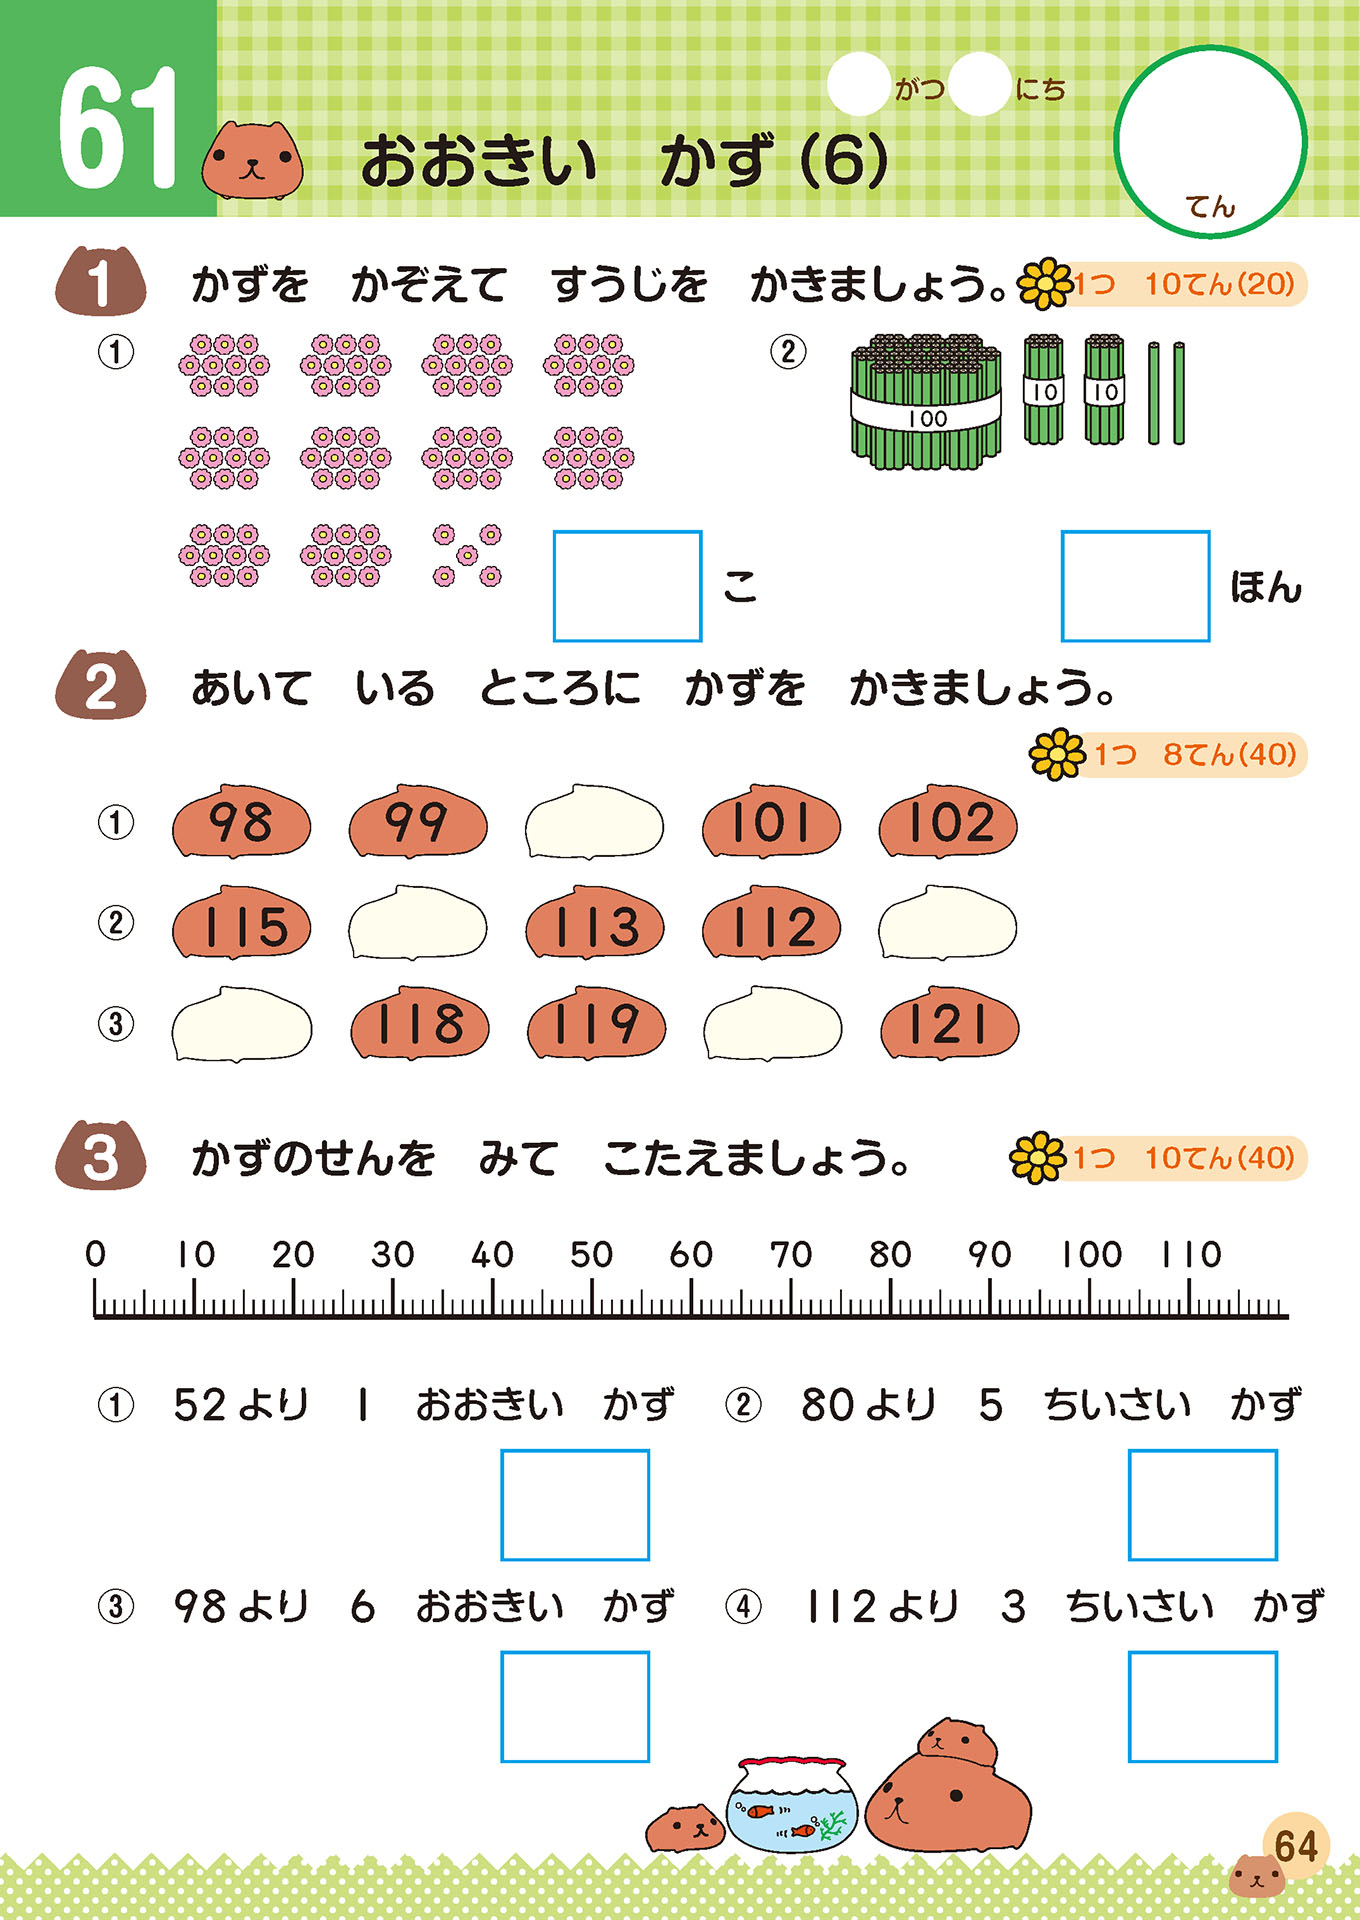 61
がつ にち
おおきい かず(6)
てん
1 かずを かぞえて すうじを かきましょう。 1つ 10てん(20)
① ②
100 10 10
こ ほん
2 あいて いる ところに かずを かきましょう。
1つ 8てん(40)
① 98 99 101 102
② 115 113 112
③ 118 119 121
3 かずのせんを みて こたえましょう。 1つ 10てん(40)
0 10 20 30 40 50 60 70 80 90 100 110
① 52より 1 おおきい かず ② 80より 5 ちいさい かず
③ 98より 6 おおきい かず ④ 112より 3 ちいさい かず
64